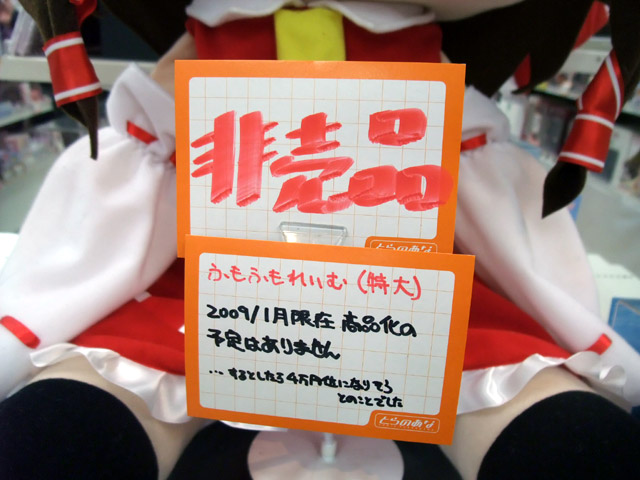 非売品
とらのあな
ふもふもれいむ(特大)
2009/1月限在 商品化の
予定はありません
…するとしたら4万円位になりそう
とのことでした
とらのあな